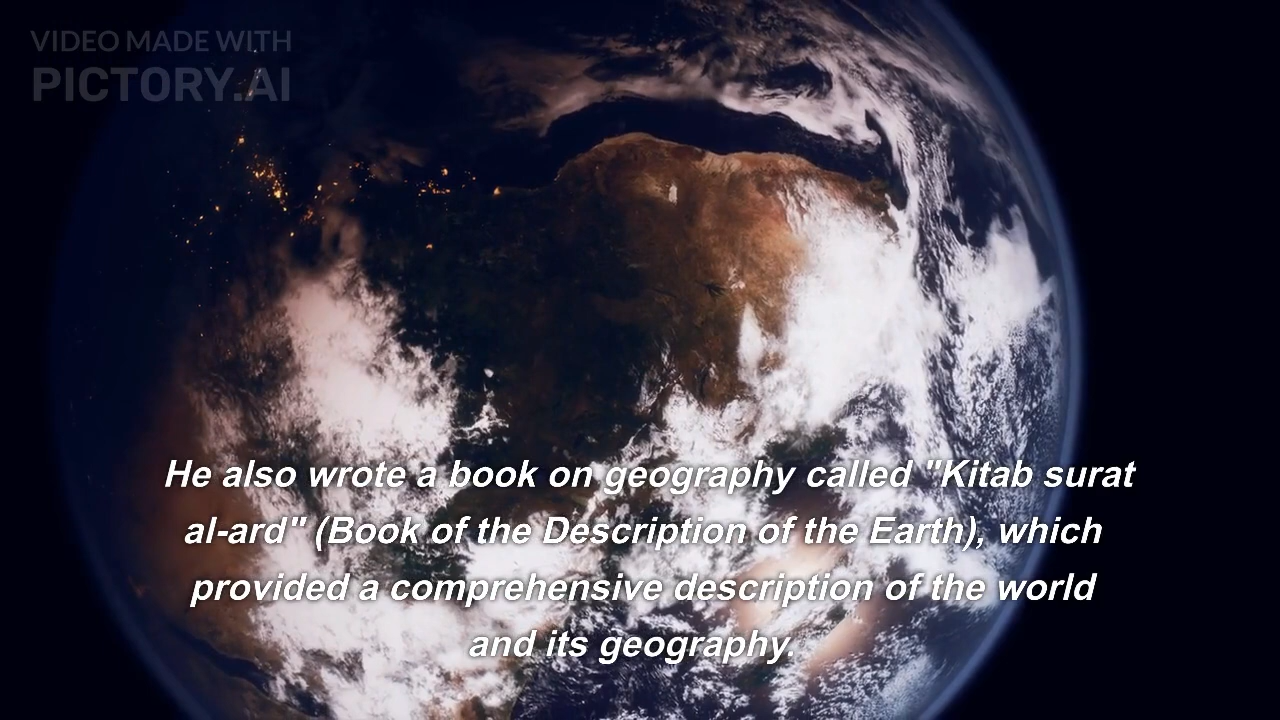 VIDEO MADE WITH
PICTORY.AI
He also wrote a book on geography called "Kitab surat
al-ard" (Book of the Description of the Earth), which
provided a comprehensive description of the world
and its geography.